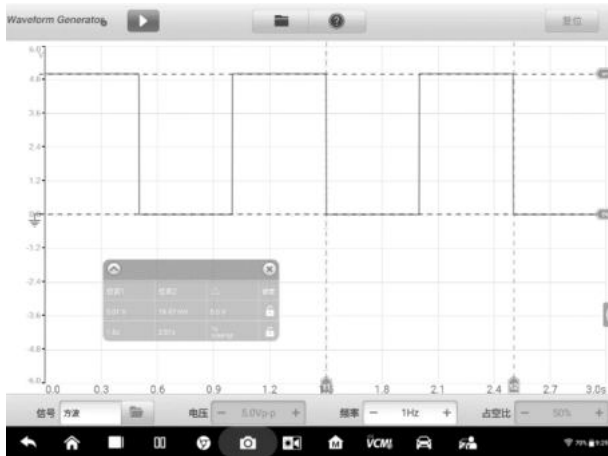 Waveform Generator
复位
6.0
4.8
3.6
2.4
1.2
0.0
-1.2
-2.4
-3.6
-4.8
-6.0
0.0 0.3 0.6 0.9 1.2 1.8 2.1 2.4 2.7 3.0s
信号 方波 电压 - 5.0Vp-p + 频率 - 1Hz + 占空比 - 50% +
VCMI